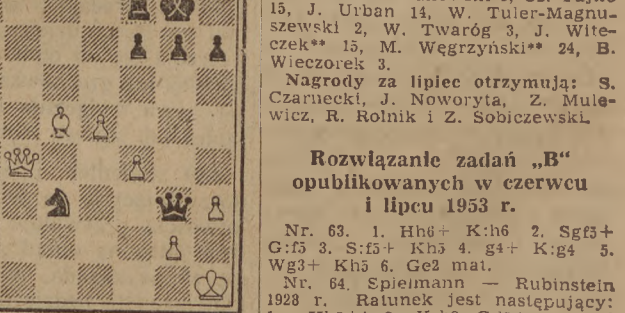 15, J. Urban 14, W. Tuler-Magnu-
szewski 2, W. Twaróg 3, J. Wite-
czek** 15, M. Węgrzyński** 24, B.
Wieczorek 3.
Nagrody za lipiec otrzymują: S.
Czarnecki, J. Noworyta, Z. Mule-
wicz, R. Rolnik i Z. Sobiczewski.
Rozwiązanie zadań „B“
opublikowanych w czerwcu
i lipcu 1953 r.
Nr. 63. 1. Hh6+ K:h6 2. Sgf5+
G:f5 3. S:f5+ Kh5 4. g4+ K:g4 5.
Wg3+ Kh5 6. Ge2 mat.
Nr. 64. Spielmann — Rubinstein
1928 r. Ratunek jest następujący: